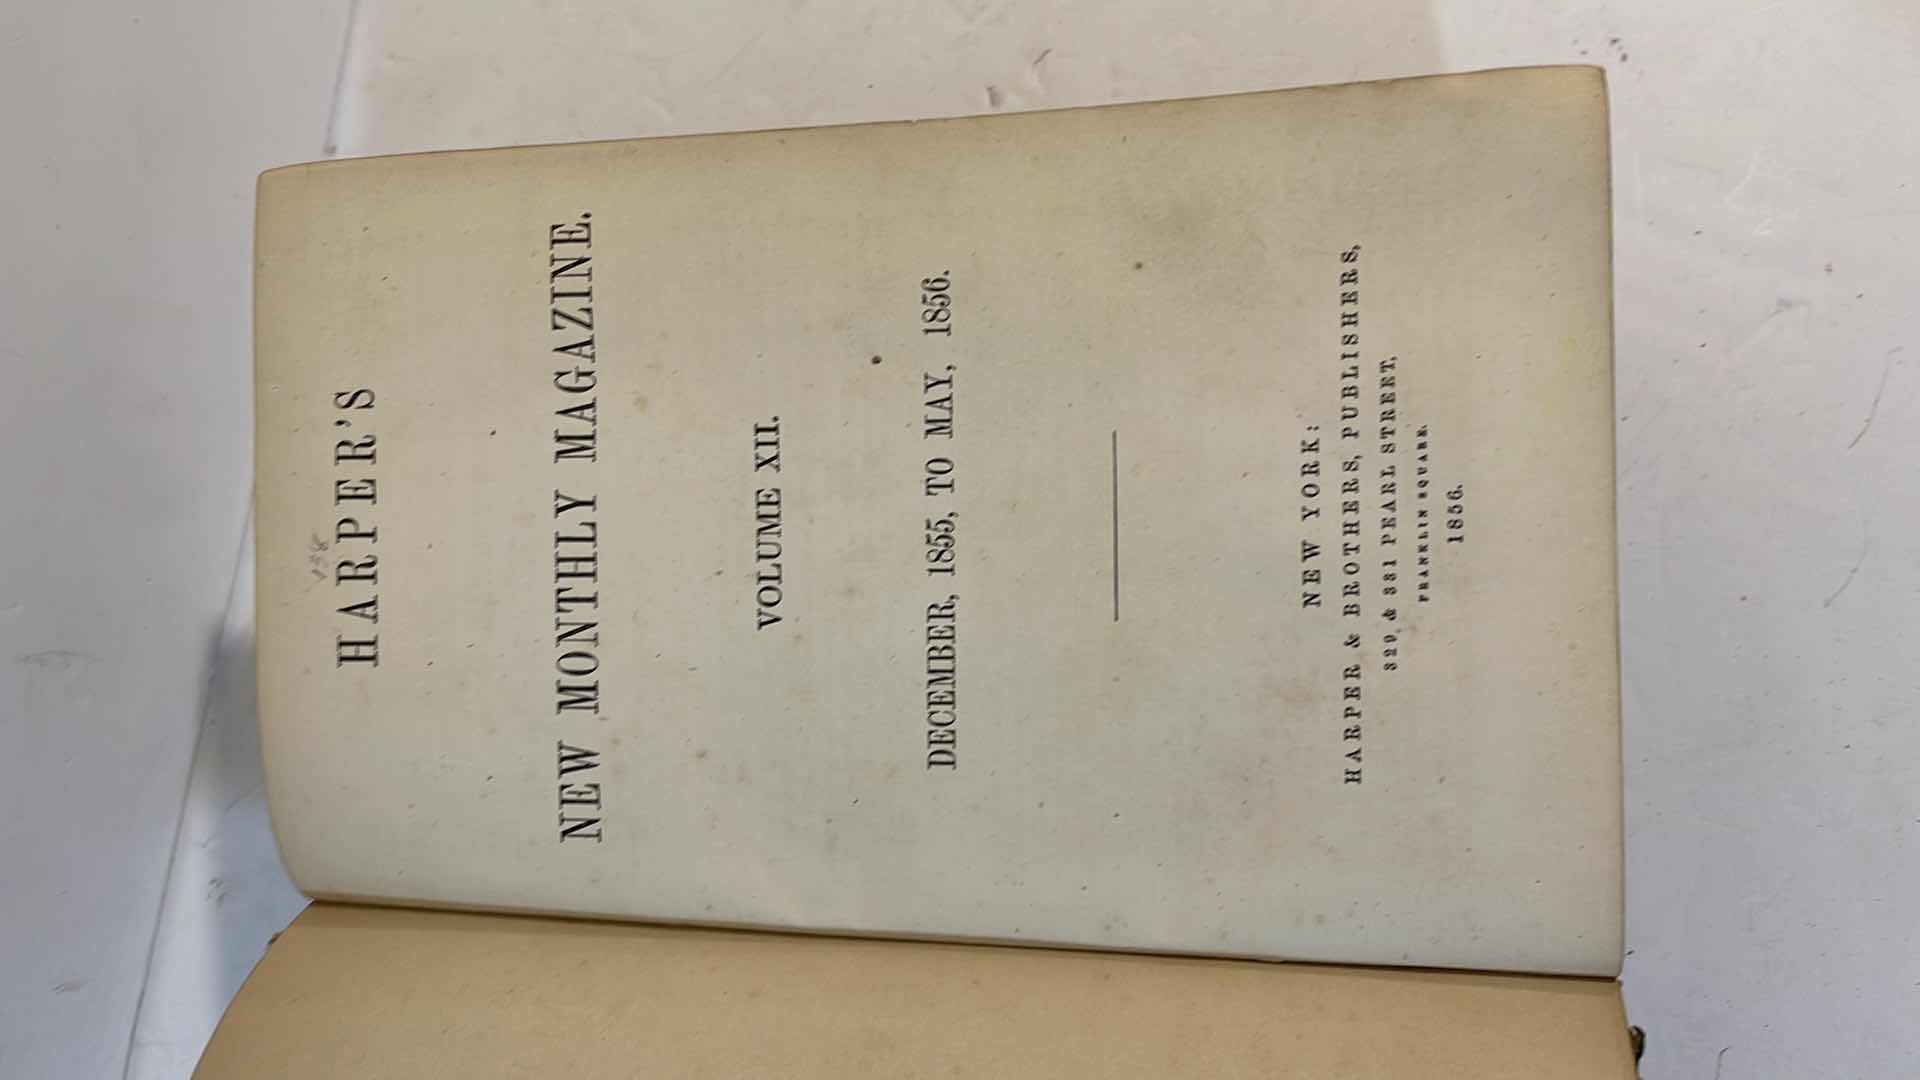 HARPER'S
NEW MONTHLY MAGAZINE.
VOLUME XII.
DECEMBER, 1855, TO MAY, 1856.
NEW YORK:
HARPER & BROTHERS, PUBLISHERS,
329 & 331 PEARL STREET,
FRANKLIN SQUARE.
1856.